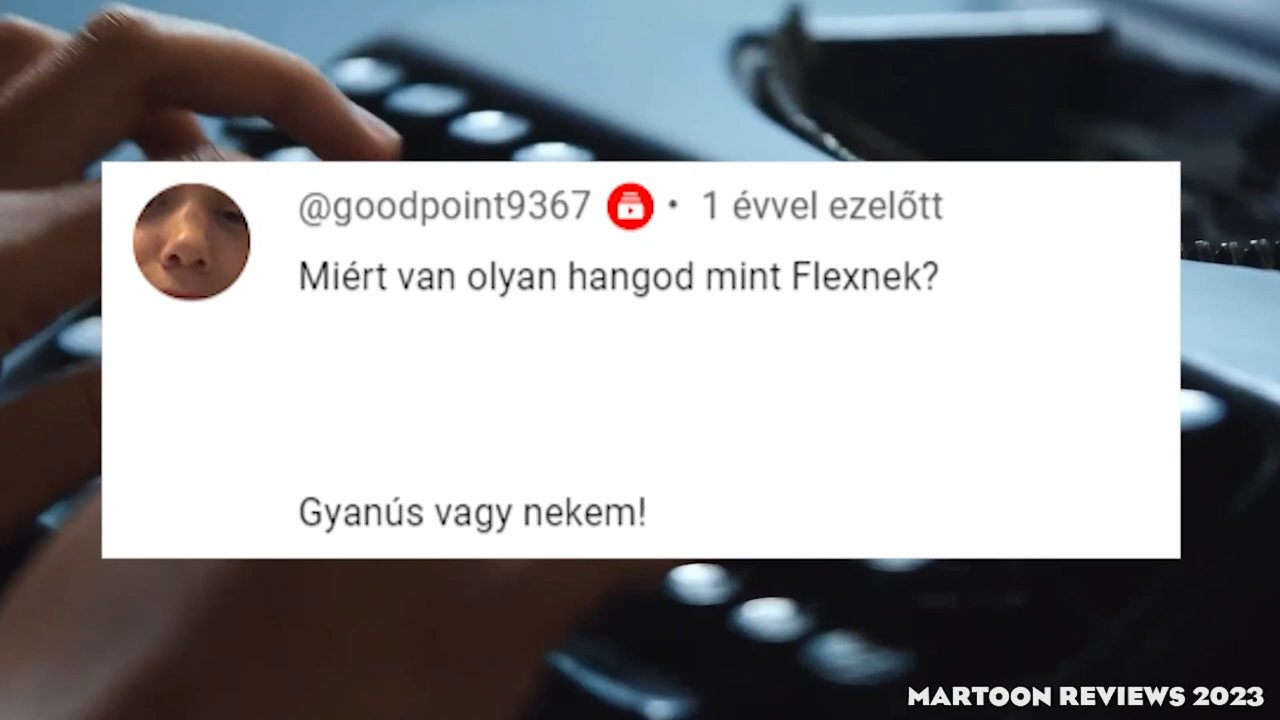 @goodpoint9367 • 1 évvel ezelőtt
Miért van olyan hangod mint Flexnek?
Gyanús vagy nekem!
MARTOON REVIEWS 2023